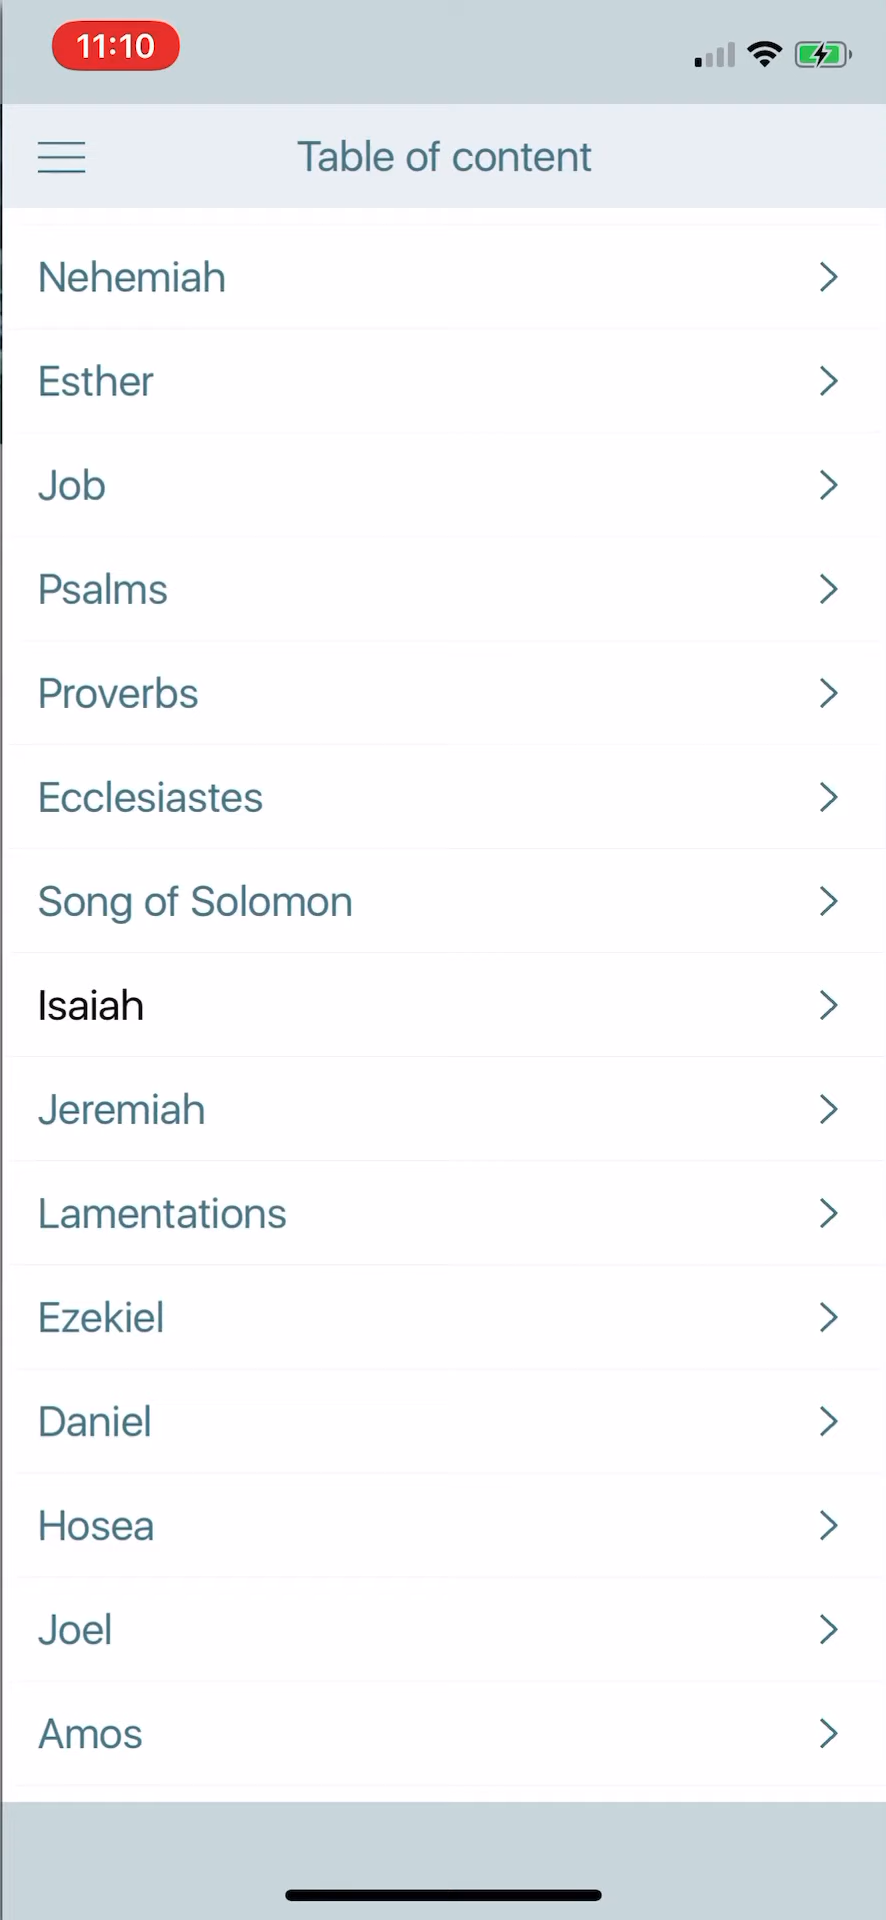 11:10
Table of content
Nehemiah
Esther
Job
Psalms
Proverbs
Ecclesiastes
Song of Solomon
Isaiah
Jeremiah
Lamentations
Ezekiel
Daniel
Hosea
Joel
Amos